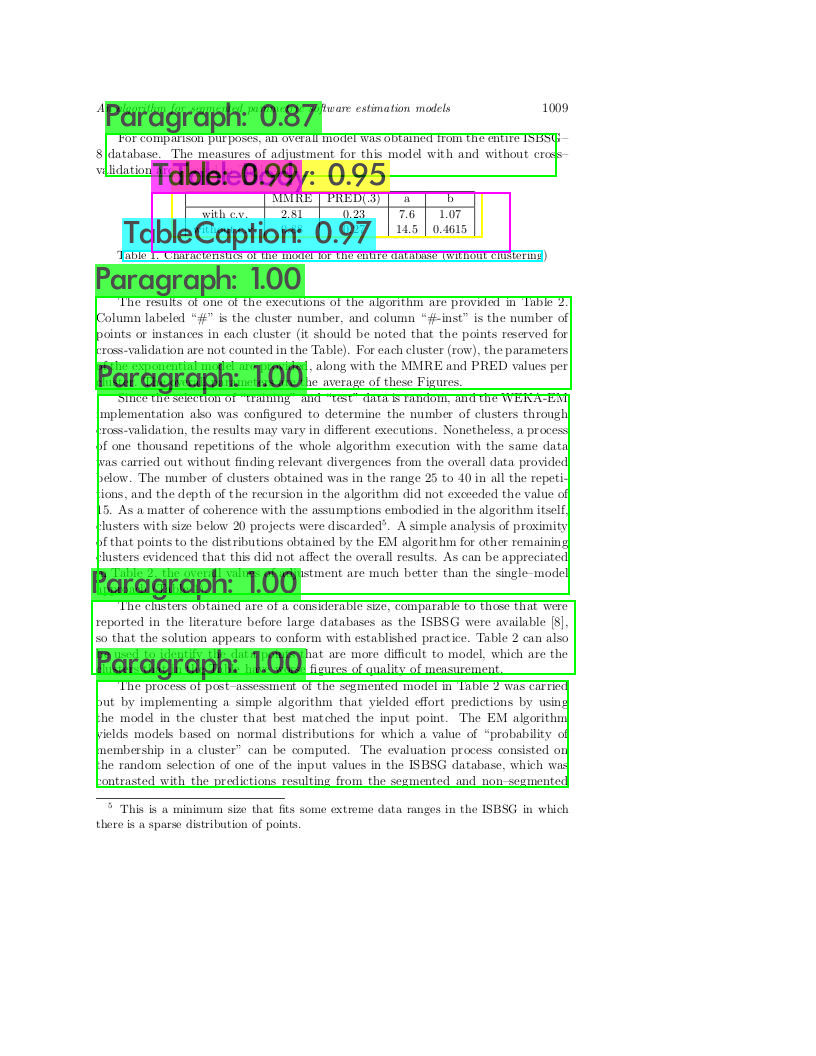 An algorithm for segmented parametric software estimation models 1009
Paragraph: 0.87
For comparison purposes, an overall model was obtained from the entire ISBSG–
8 database. The measures of adjustment for this model with and without cross–
validation are
Table: 0.99 y: 0.95
MMRE PRED(.3) a b
with c.v. 2.81 0.23 7.6 1.07
14.5 0.4615
TableCaption: 0.97
Table 1. Characteristics of the model for the entire database (without clustering)
Paragraph: 1.00
The results of one of the executions of the algorithm are provided in Table 2.
Column labeled “#” is the cluster number, and column “#-inst” is the number of
points or instances in each cluster (it should be noted that the points reserved for
cross-validation are not counted in the Table). For each cluster (row), the parameters
of the exponential model are provided, along with the MMRE and PRED values per
cluster. the average of these Figures.
Paragraph: 1.00
Since the selection of “training” and “test” data is random, and the WEKA-EM
implementation also was configured to determine the number of clusters through
cross-validation, the results may vary in different executions. Nonetheless, a process
of one thousand repetitions of the whole algorithm execution with the same data
was carried out without finding relevant divergences from the overall data provided
below. The number of clusters obtained was in the range 25 to 40 in all the repeti-
tions, and the depth of the recursion in the algorithm did not exceeded the value of
15. As a matter of coherence with the assumptions embodied in the algorithm itself,
clusters with size below 20 projects were discarded5. A simple analysis of proximity
of that points to the distributions obtained by the EM algorithm for other remaining
clusters evidenced that this did not affect the overall results. As can be appreciated
in Table 2, the overall values of adjustment are much better than the single–model
Paragraph: 1.00
The clusters obtained are of a considerable size, comparable to those that were
reported in the literature before large databases as the ISBSG were available [8],
so that the solution appears to conform with established practice. Table 2 can also
be used to identify the data points that are more difficult to model, which are the
clusters figures of quality of measurement.
Paragraph: 1.00
The process of post–assessment of the segmented model in Table 2 was carried
out by implementing a simple algorithm that yielded effort predictions by using
the model in the cluster that best matched the input point. The EM algorithm
yields models based on normal distributions for which a value of “probability of
membership in a cluster” can be computed. The evaluation process consisted on
the random selection of one of the input values in the ISBSG database, which was
contrasted with the predictions resulting from the segmented and non–segmented
5 This is a minimum size that fits some extreme data ranges in the ISBSG in which
there is a sparse distribution of points.